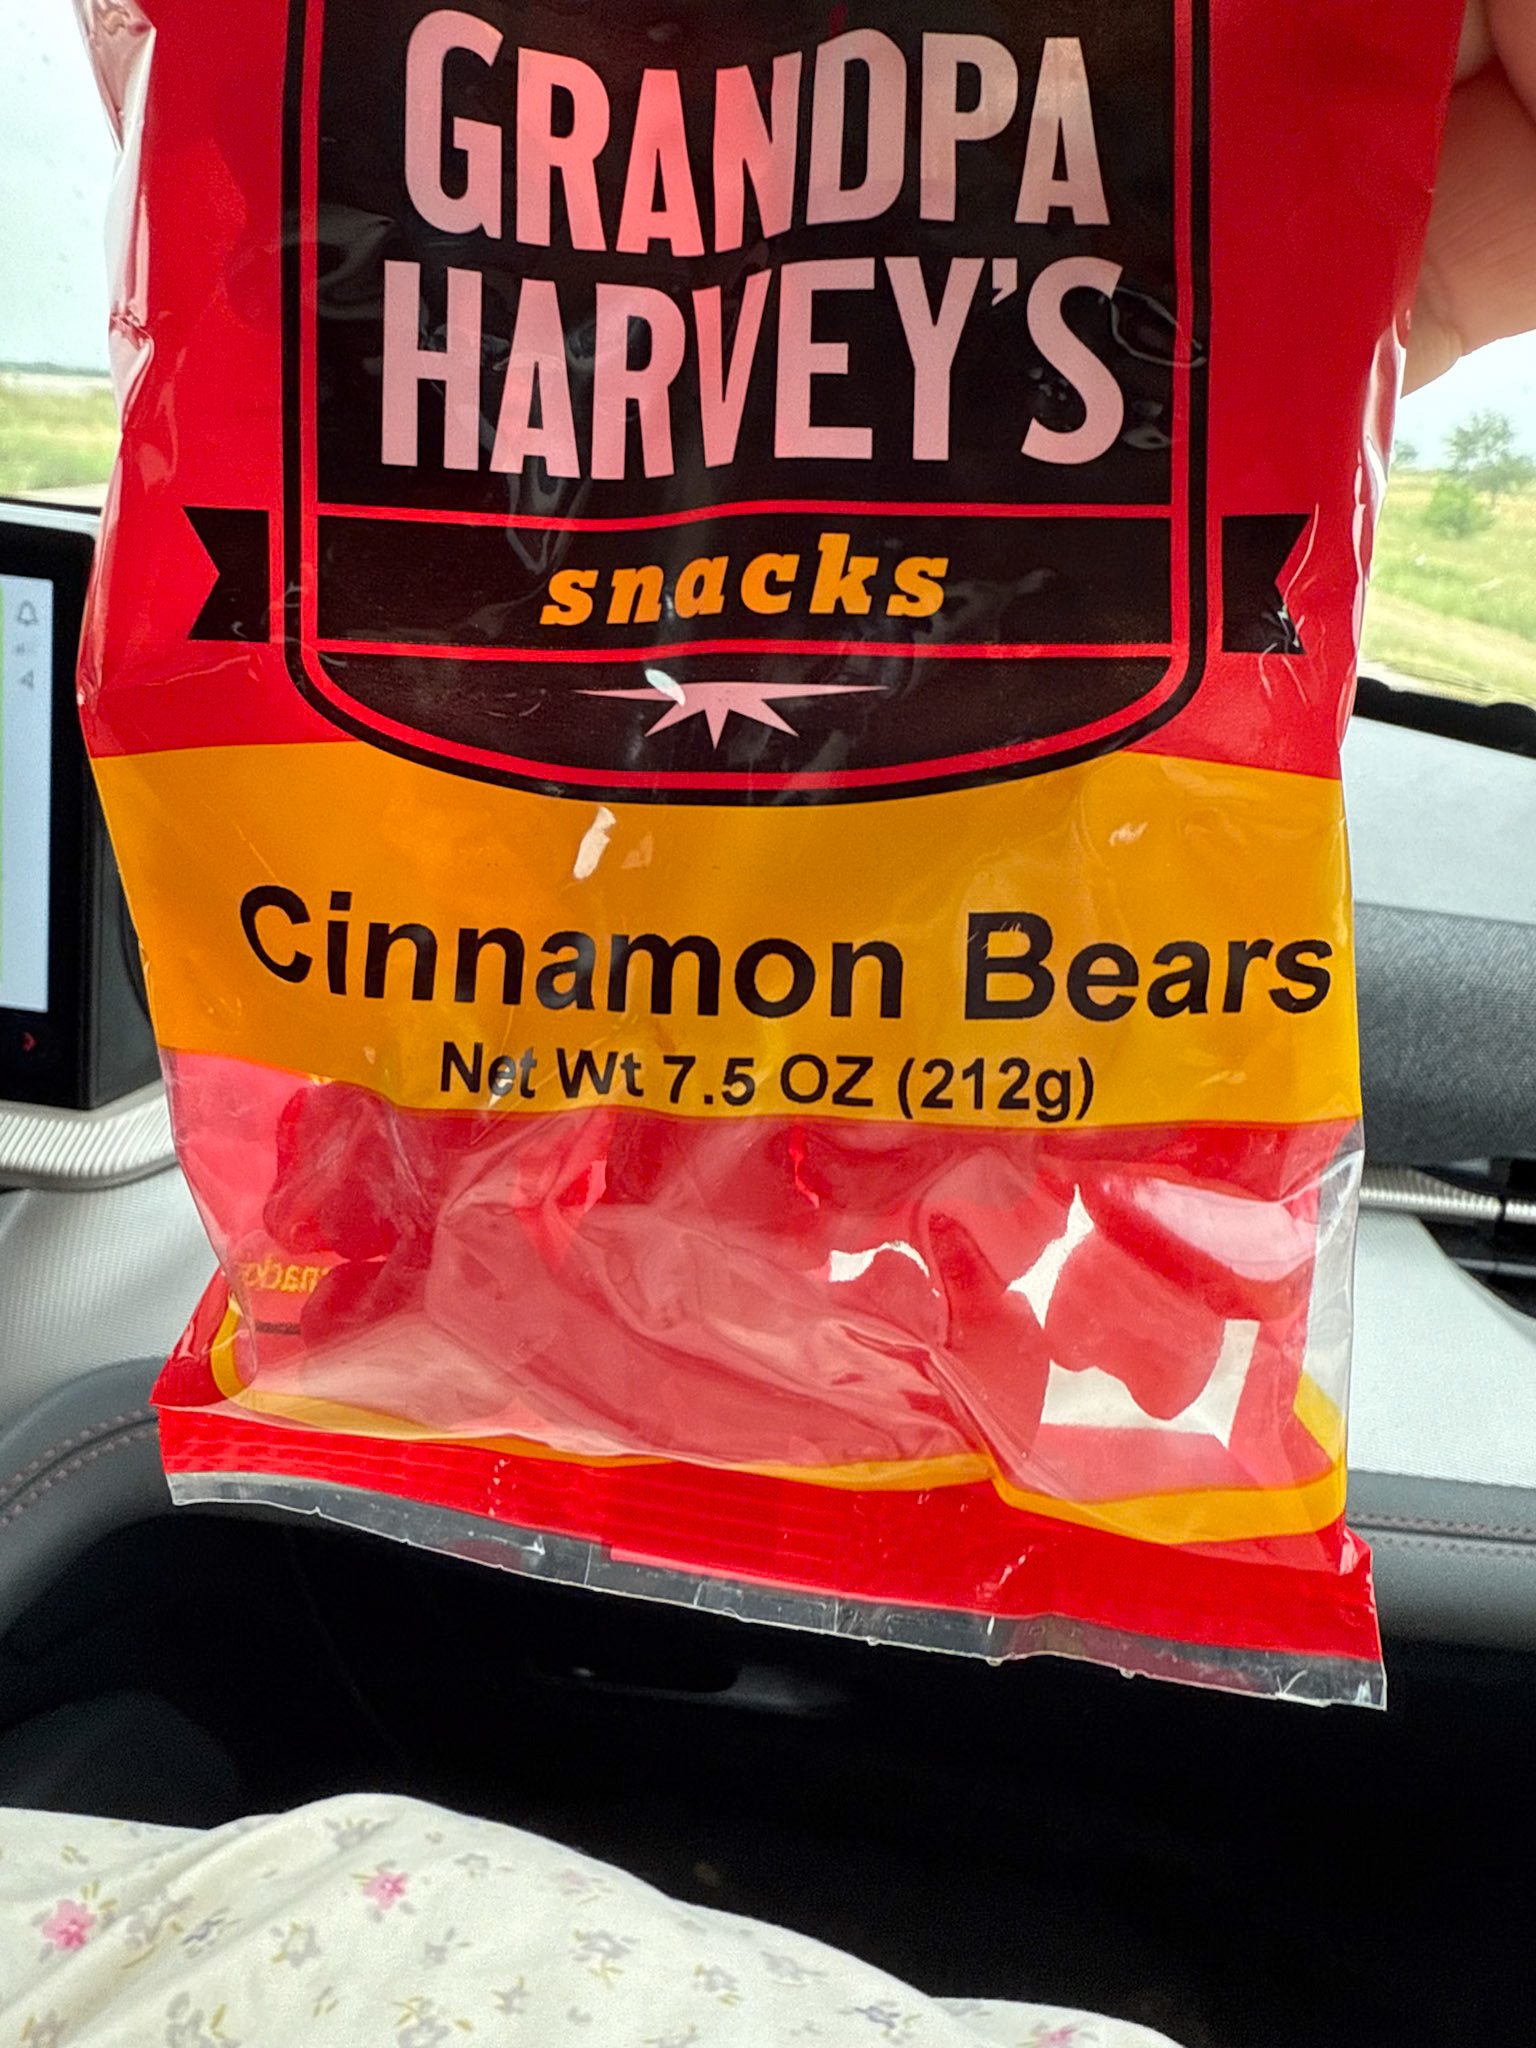 GRANDPA
HARVEY'S
snacks
Cinnamon Bears
Net Wt 7.5 OZ (212g)